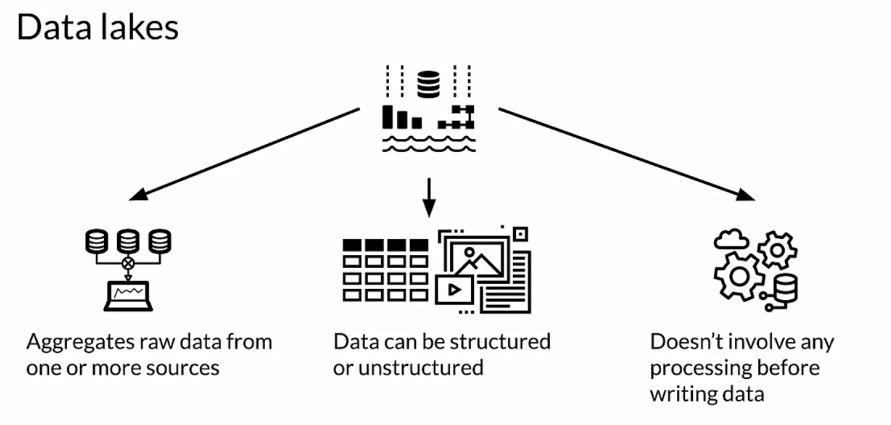 Data lakes
Aggregates raw data from
one or more sources
Data can be structured
or unstructured
Doesn't involve any
processing before
writing data